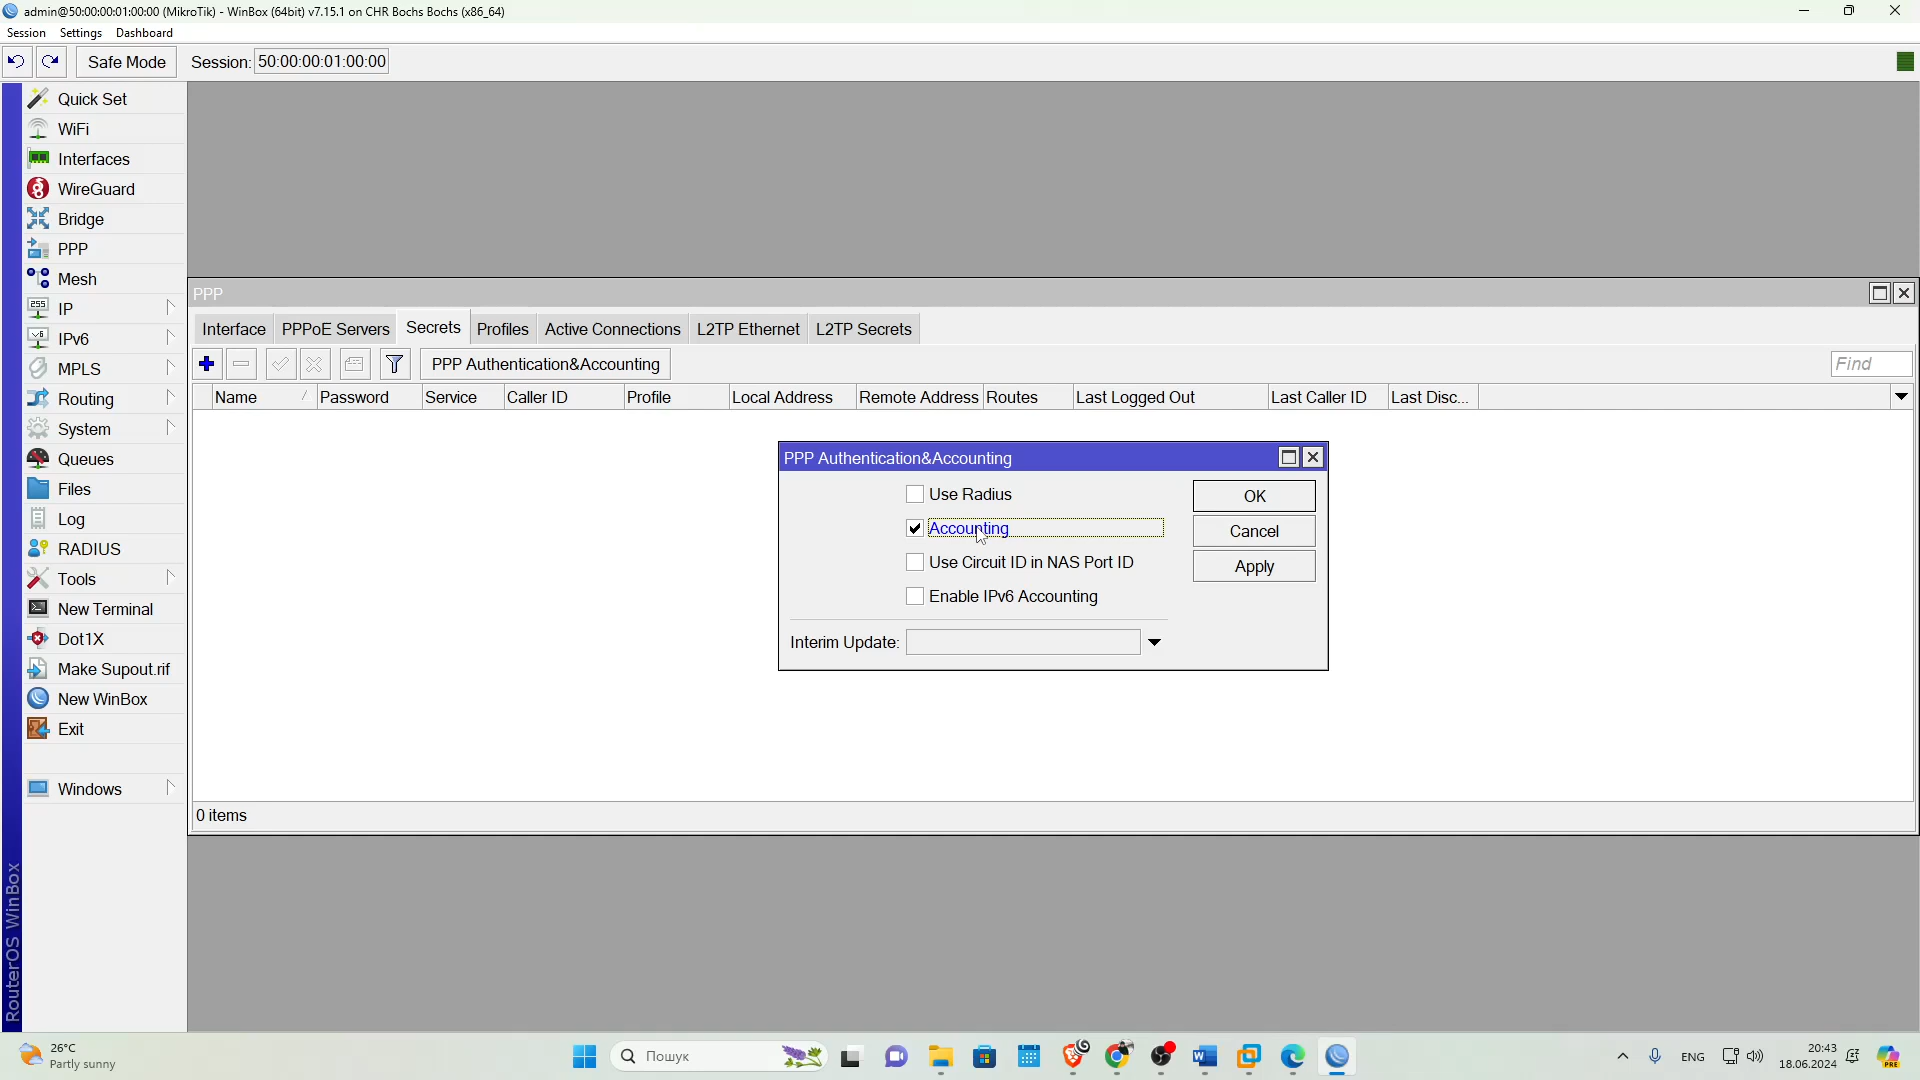 admin@50:00:00:01:00:00 (MikroTik) - WinBox (64bit) v7.15.1 on CHR Bochs Bochs (x86_64)
Session Settings Dashboard
Safe Mode Session: 50:00:00:01:00:00
Quick Set
WiFi
Interfaces
WireGuard
Bridge
PPP
Mesh
IP
IPv6
MPLS
Routing
System
Queues
Files
Log
RADIUS
Tools
New Terminal
Dot1X
Make Supout.rif
New WinBox
Exit
Windows
RouterOS WinBox
PPP
Interface PPPoE Servers Secrets Profiles Active Connections L2TP Ethernet L2TP Secrets
PPP Authentication&Accounting Find
Name Password Service Caller ID Profile Local Address Remote Address Routes Last Logged Out Last Caller ID Last Disc...
PPP Authentication&Accounting
Use Radius OK
Accounting Cancel
Use Circuit ID in NAS Port ID Apply
Enable IPv6 Accounting
Interim Update:
0 items
26°C
Partly sunny
Пошук
ENG
20:43
18.06.2024
PRE